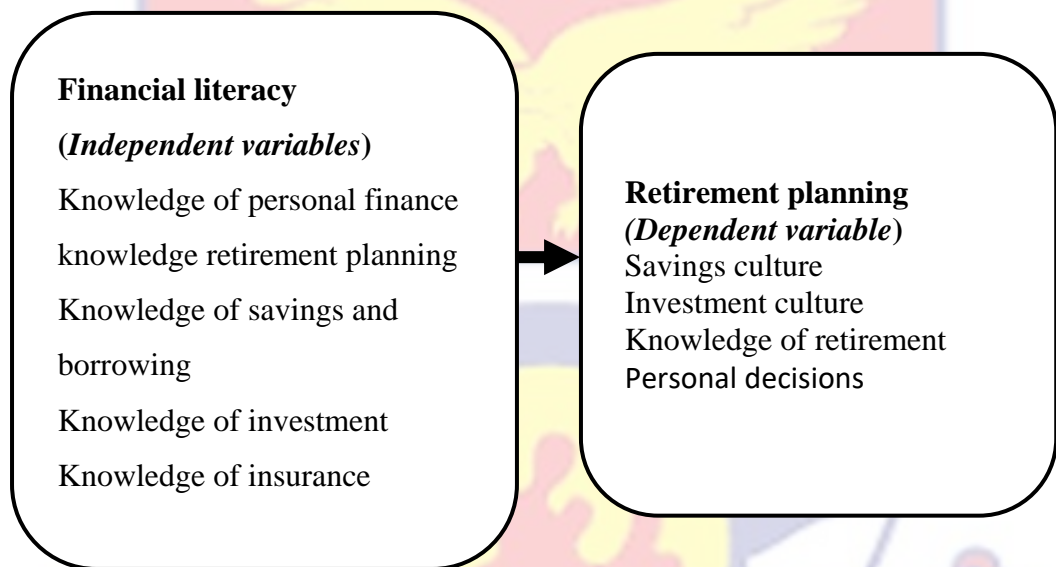 Financial literacy
(Independent variables)
Knowledge of personal finance
knowledge retirement planning
Knowledge of savings and
borrowing
Knowledge of investment
Knowledge of insurance
Retirement planning
(Dependent variable)
Savings culture
Investment culture
Knowledge of retirement
Personal decisions